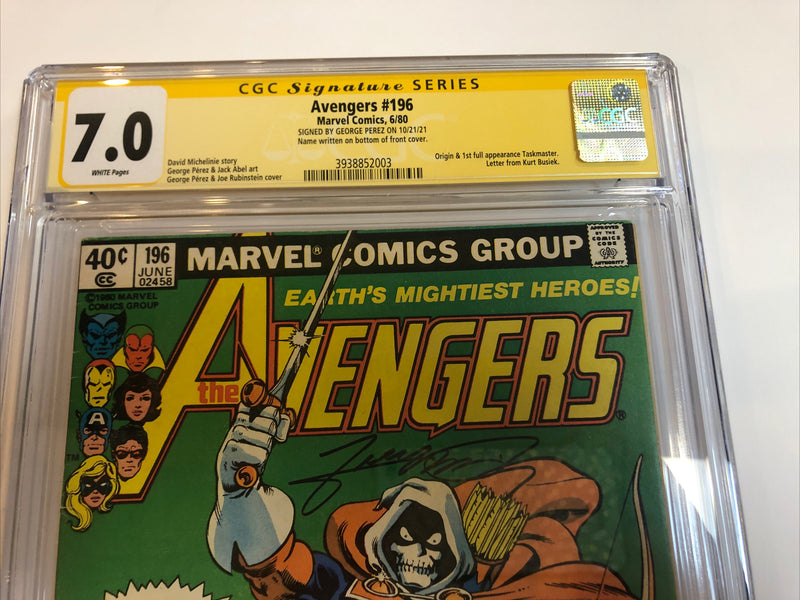 CGC Signature SERIES
7.0
WHITE Pages
Avengers #196
Marvel Comics, 6/80
SIGNED BY GEORGE PEREZ ON 10/21/21
Name written on bottom of front cover.
David Michelinie story
George Pérez & Jack Abel art
George Pérez & Joe Rubinstein cover
3938852003
Origin & 1st full appearance Taskmaster.
Letter from Kurt Busiek.
CGC
40¢
CC
196
JUNE
02458
MARVEL® COMICS GROUP
APPROVED
BY THE
COMICS
CODE
AUTHORITY
©1980 MARVEL
COMICS GROUP
EARTH'S MIGHTIEST HEROES!
the AVENGERS®
TM